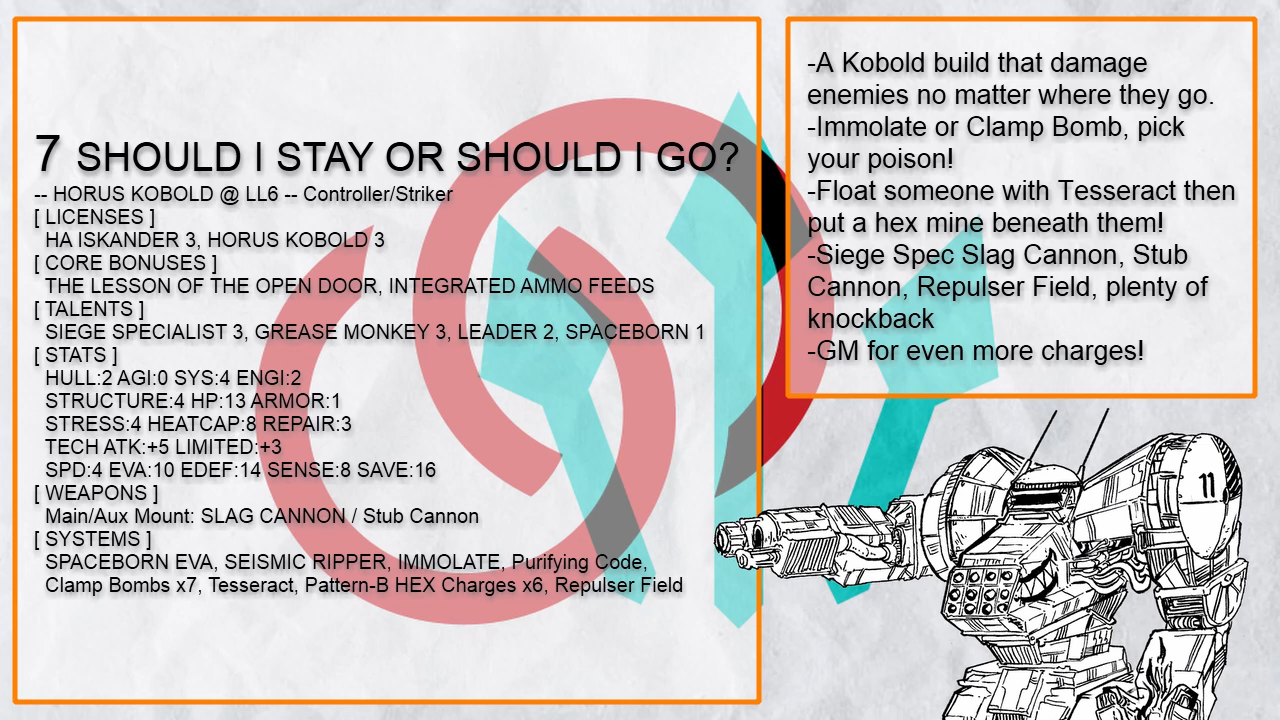 7 SHOULD I STAY OR SHOULD I GO?
-- HORUS KOBOLD @ LL6 -- Controller/Striker
[ LICENSES ]
HA ISKANDER 3, HORUS KOBOLD 3
[ CORE BONUSES ]
THE LESSON OF THE OPEN DOOR, INTEGRATED AMMO FEEDS
[ TALENTS ]
SIEGE SPECIALIST 3, GREASE MONKEY 3, LEADER 2, SPACEBORN 1
[ STATS ]
HULL:2 AGI:0 SYS:4 ENGI:2
STRUCTURE:4 HP:13 ARMOR:1
STRESS:4 HEATCAP:8 REPAIR:3
TECH ATK:+5 LIMITED:+3
SPD:4 EVA:10 EDEF:14 SENSE:8 SAVE:16
[ WEAPONS ]
Main/Aux Mount: SLAG CANNON / Stub Cannon
[ SYSTEMS ]
SPACEBORN EVA, SEISMIC RIPPER, IMMOLATE, Purifying Code,
Clamp Bombs x7, Tesseract, Pattern-B HEX Charges x6, Repulser Field
-A Kobold build that damage
enemies no matter where they go.
-Immolate or Clamp Bomb, pick
your poison!
-Float someone with Tesseract then
put a hex mine beneath them!
-Siege Spec Slag Cannon, Stub
Cannon, Repulser Field, plenty of
knockback
-GM for even more charges!
11